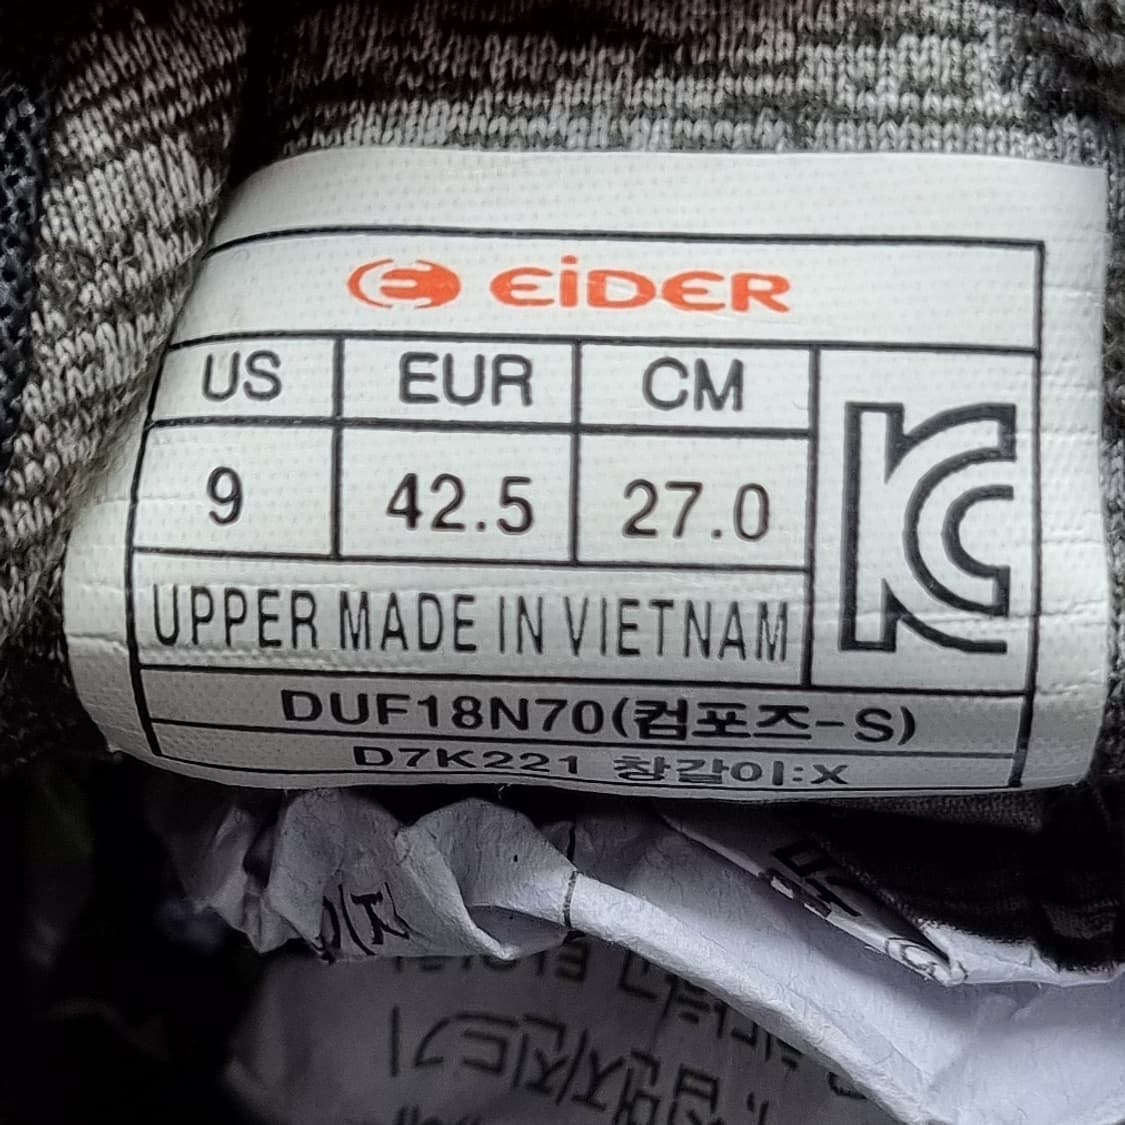 EiDER
US EUR CM
9 42.5 27.0
KC
UPPER MADE IN VIETNAM
DUF18N70(컴포즈-S)
D7K221 창갈이:X